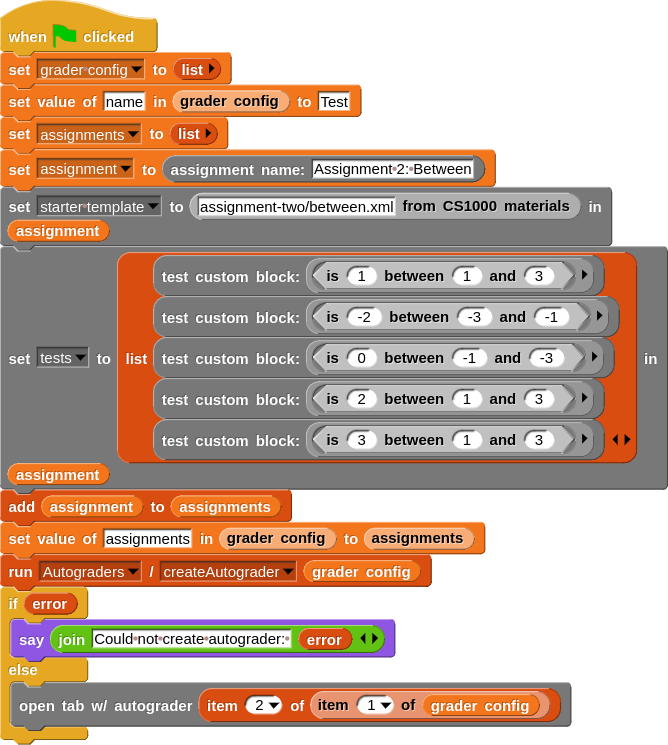 when clicked
set grader config to list
set value of name in grader config to Test
set assignments to list
set assignment to assignment name: Assignment 2: Between
set starter template to assignment-two/between.xml from CS1000 materials in
assignment
test custom block: is 1 between 1 and 3
test custom block: is -2 between -3 and -1
set tests to list test custom block: is 0 between -1 and -3 in
test custom block: is 2 between 1 and 3
test custom block: is 3 between 1 and 3
assignment
add assignment to assignments
set value of assignments in grader config to assignments
run Autograders / createAutograder grader config
if error
say join Could not create autograder: error
else
open tab w/ autograder item 2 of item 1 of grader config